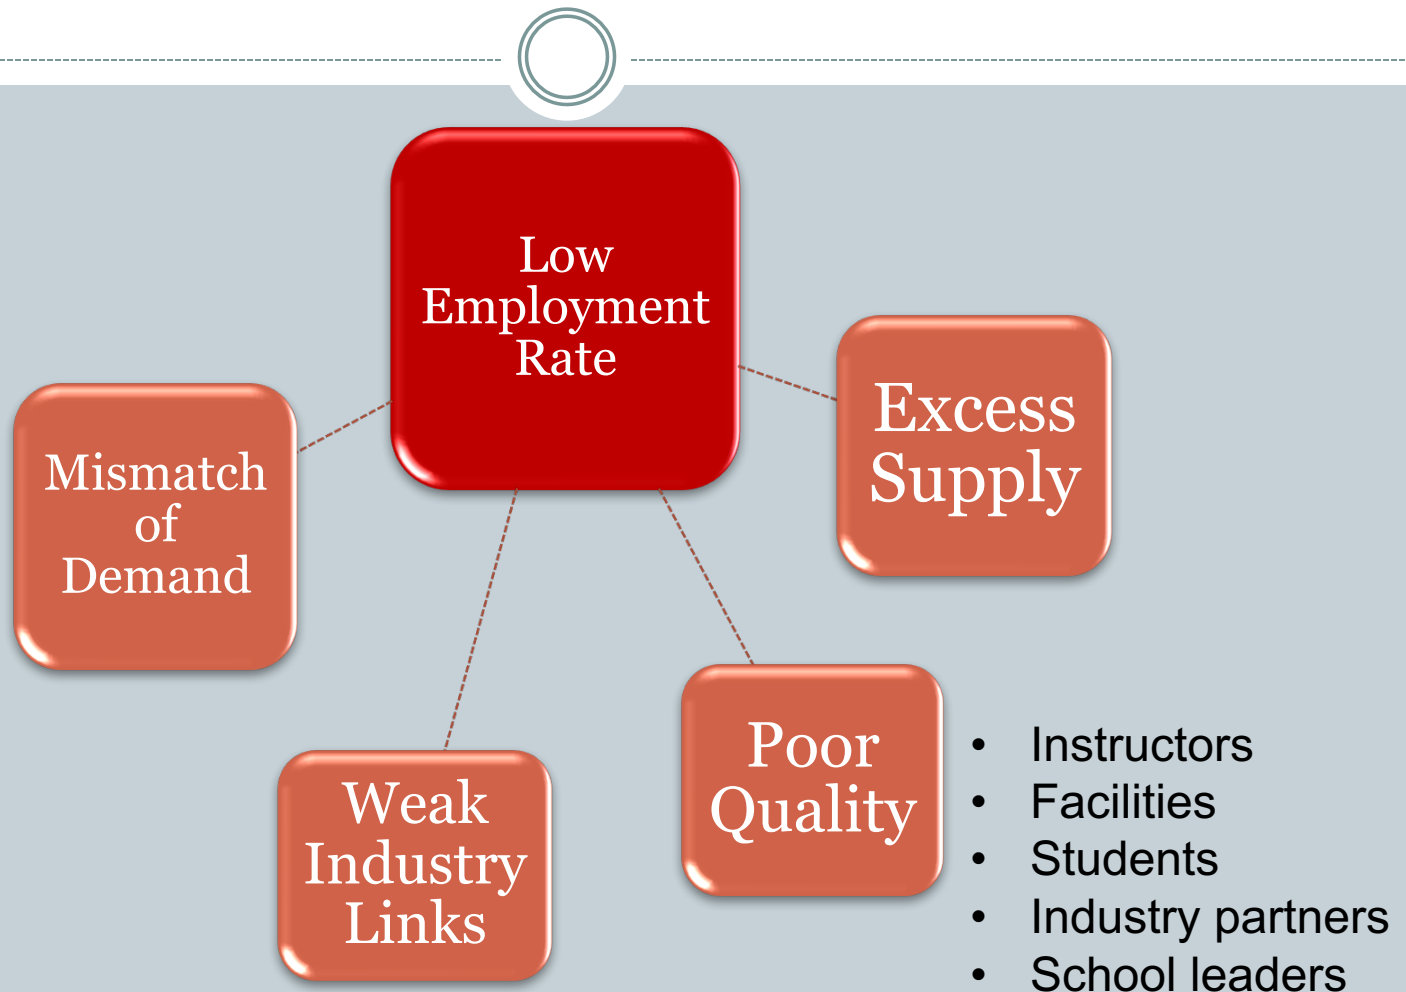 Low
Employment
Rate
Excess
Supply
Mismatch
of
Demand
Poor
Quality
• Instructors
• Facilities
• Students
• Industry partners
• School leaders
Weak
Industry
Links